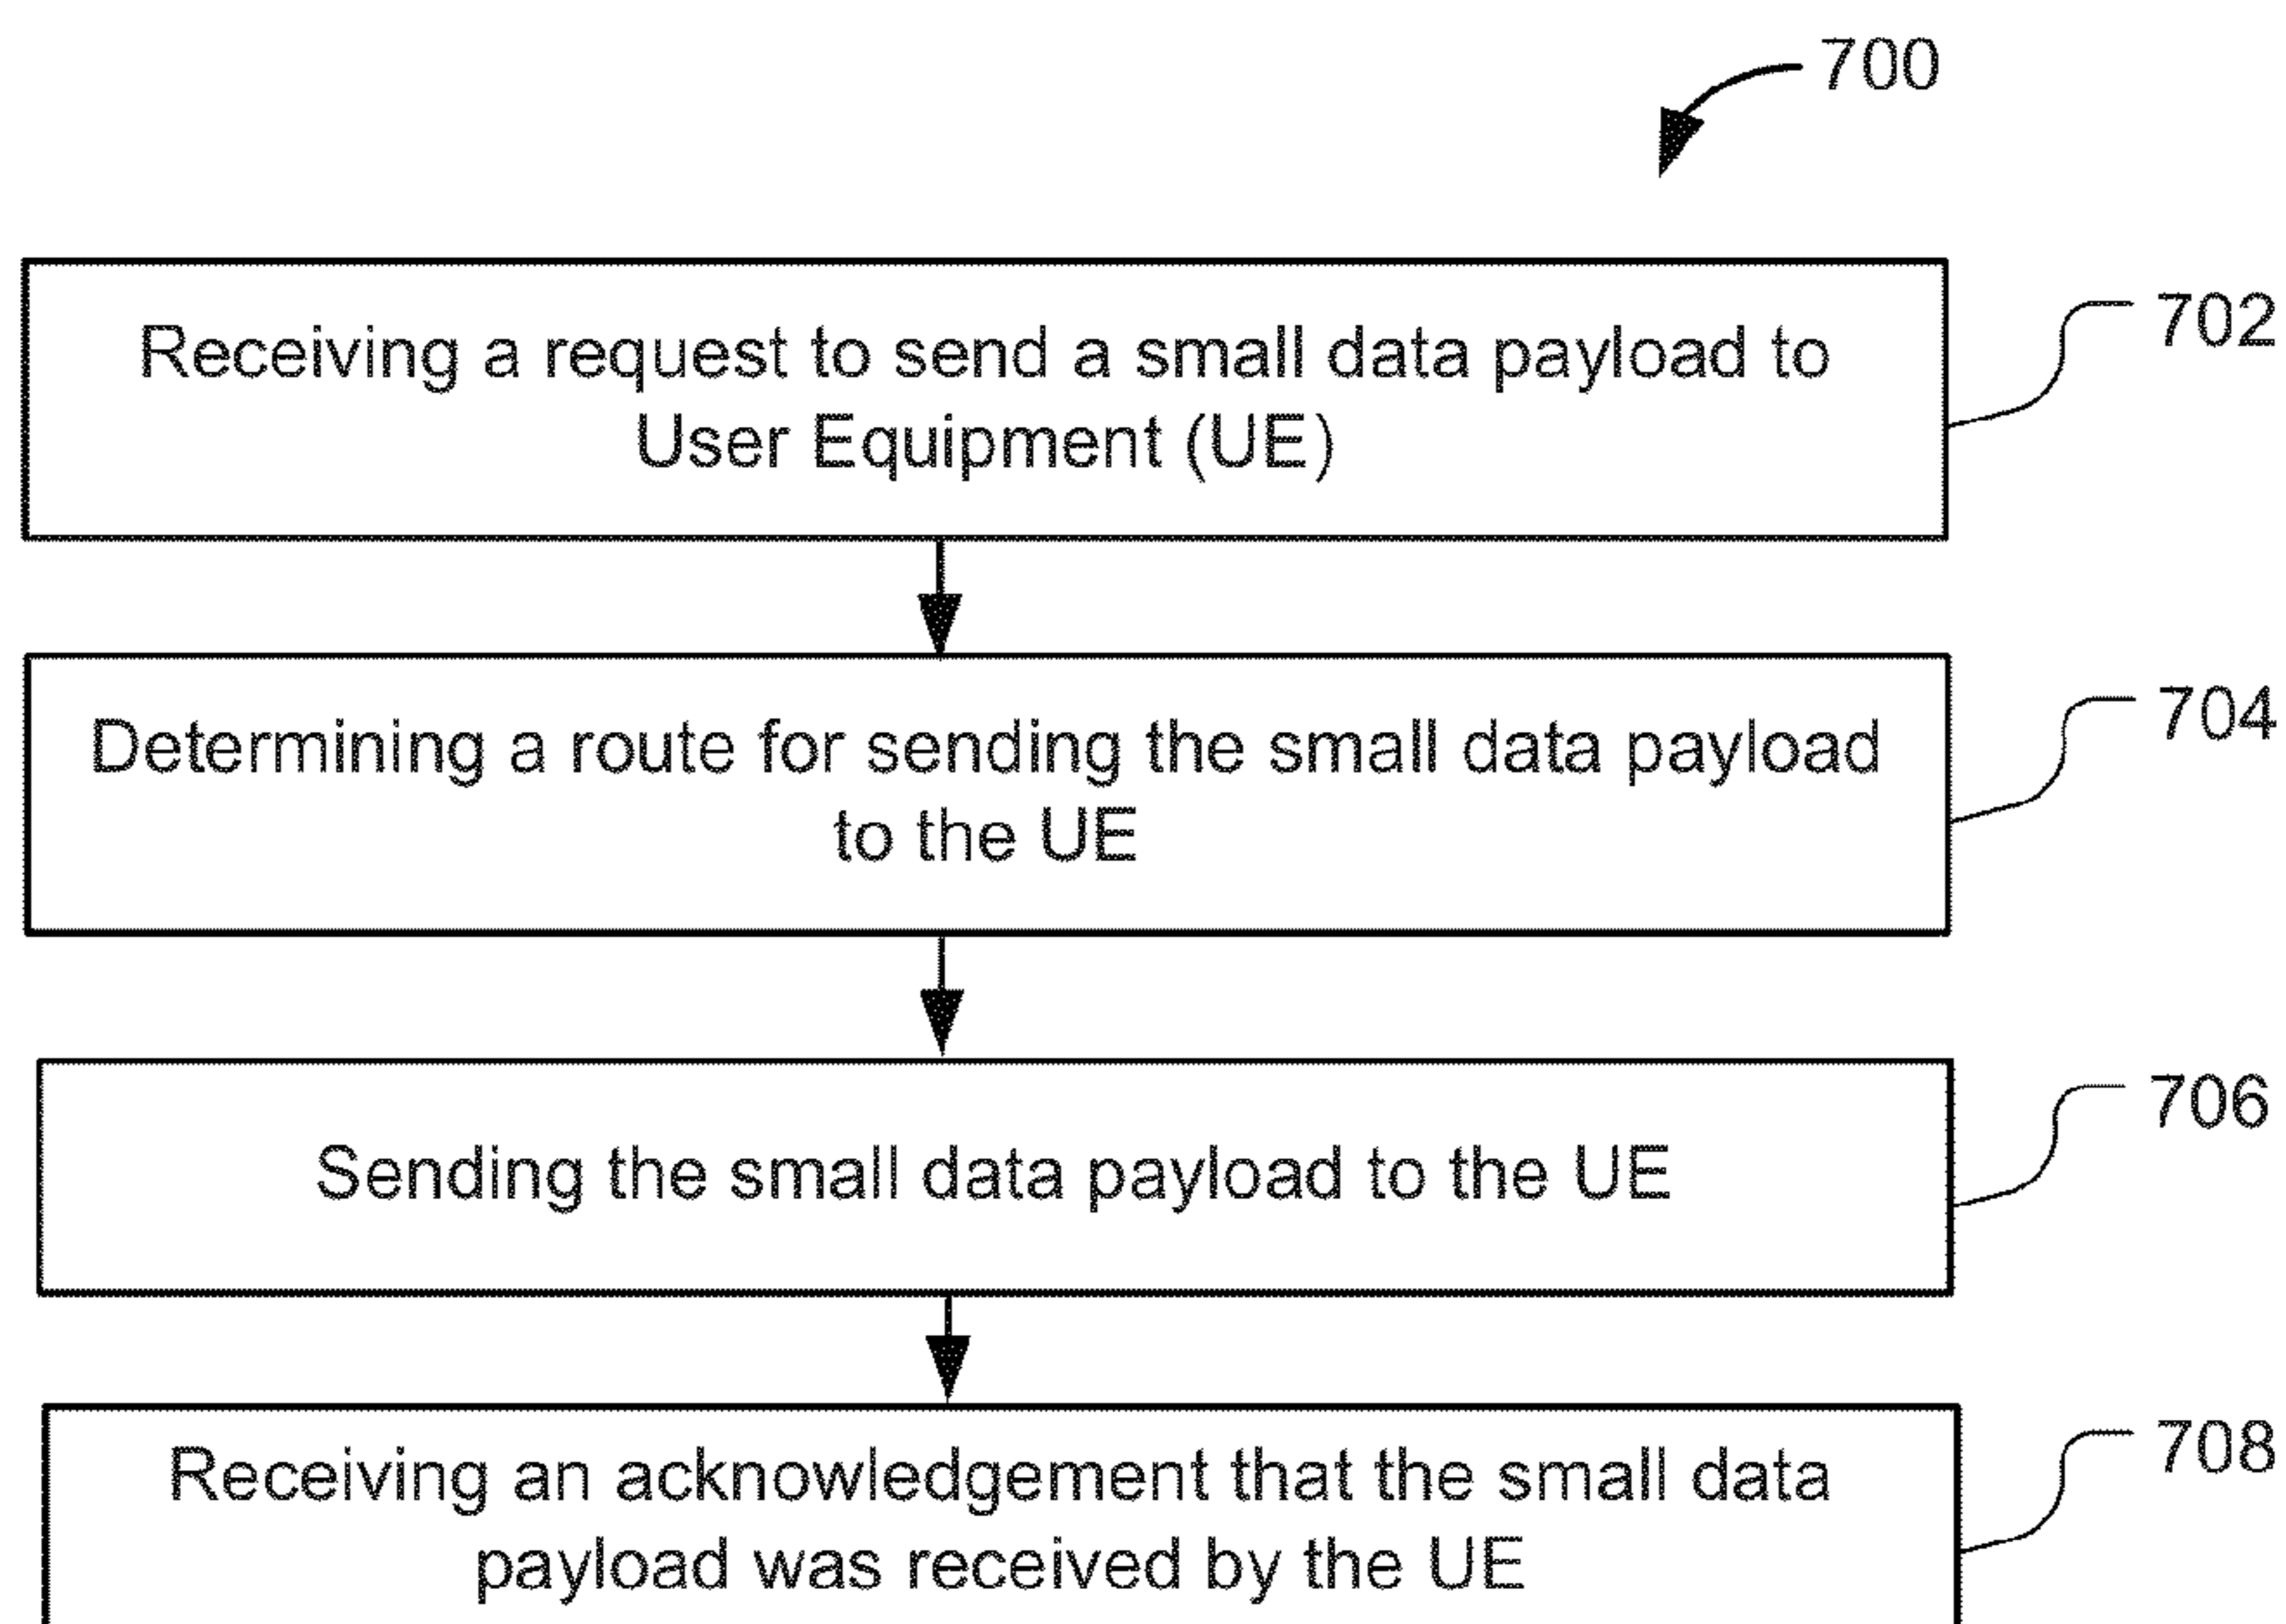 700
Receiving a request to send a small data payload to
User Equipment (UE)
702
Determining a route for sending the small data payload
to the UE
704
Sending the small data payload to the UE
706
Receiving an acknowledgement that the small data
payload was received by the UE
708